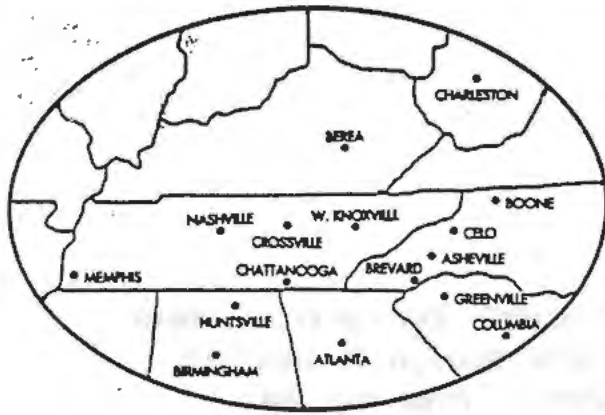 CHARLESTON
BEREA
BOONE
NASHVILLE
W. KNOXVILLE
CROSSVILLE
CELO
ASHEVILLE
MEMPHIS
CHATTANOOGA
BREVARD
HUNTSVILLE
GREENVILLE
COLUMBIA
BIRMINGHAM
ATLANTA